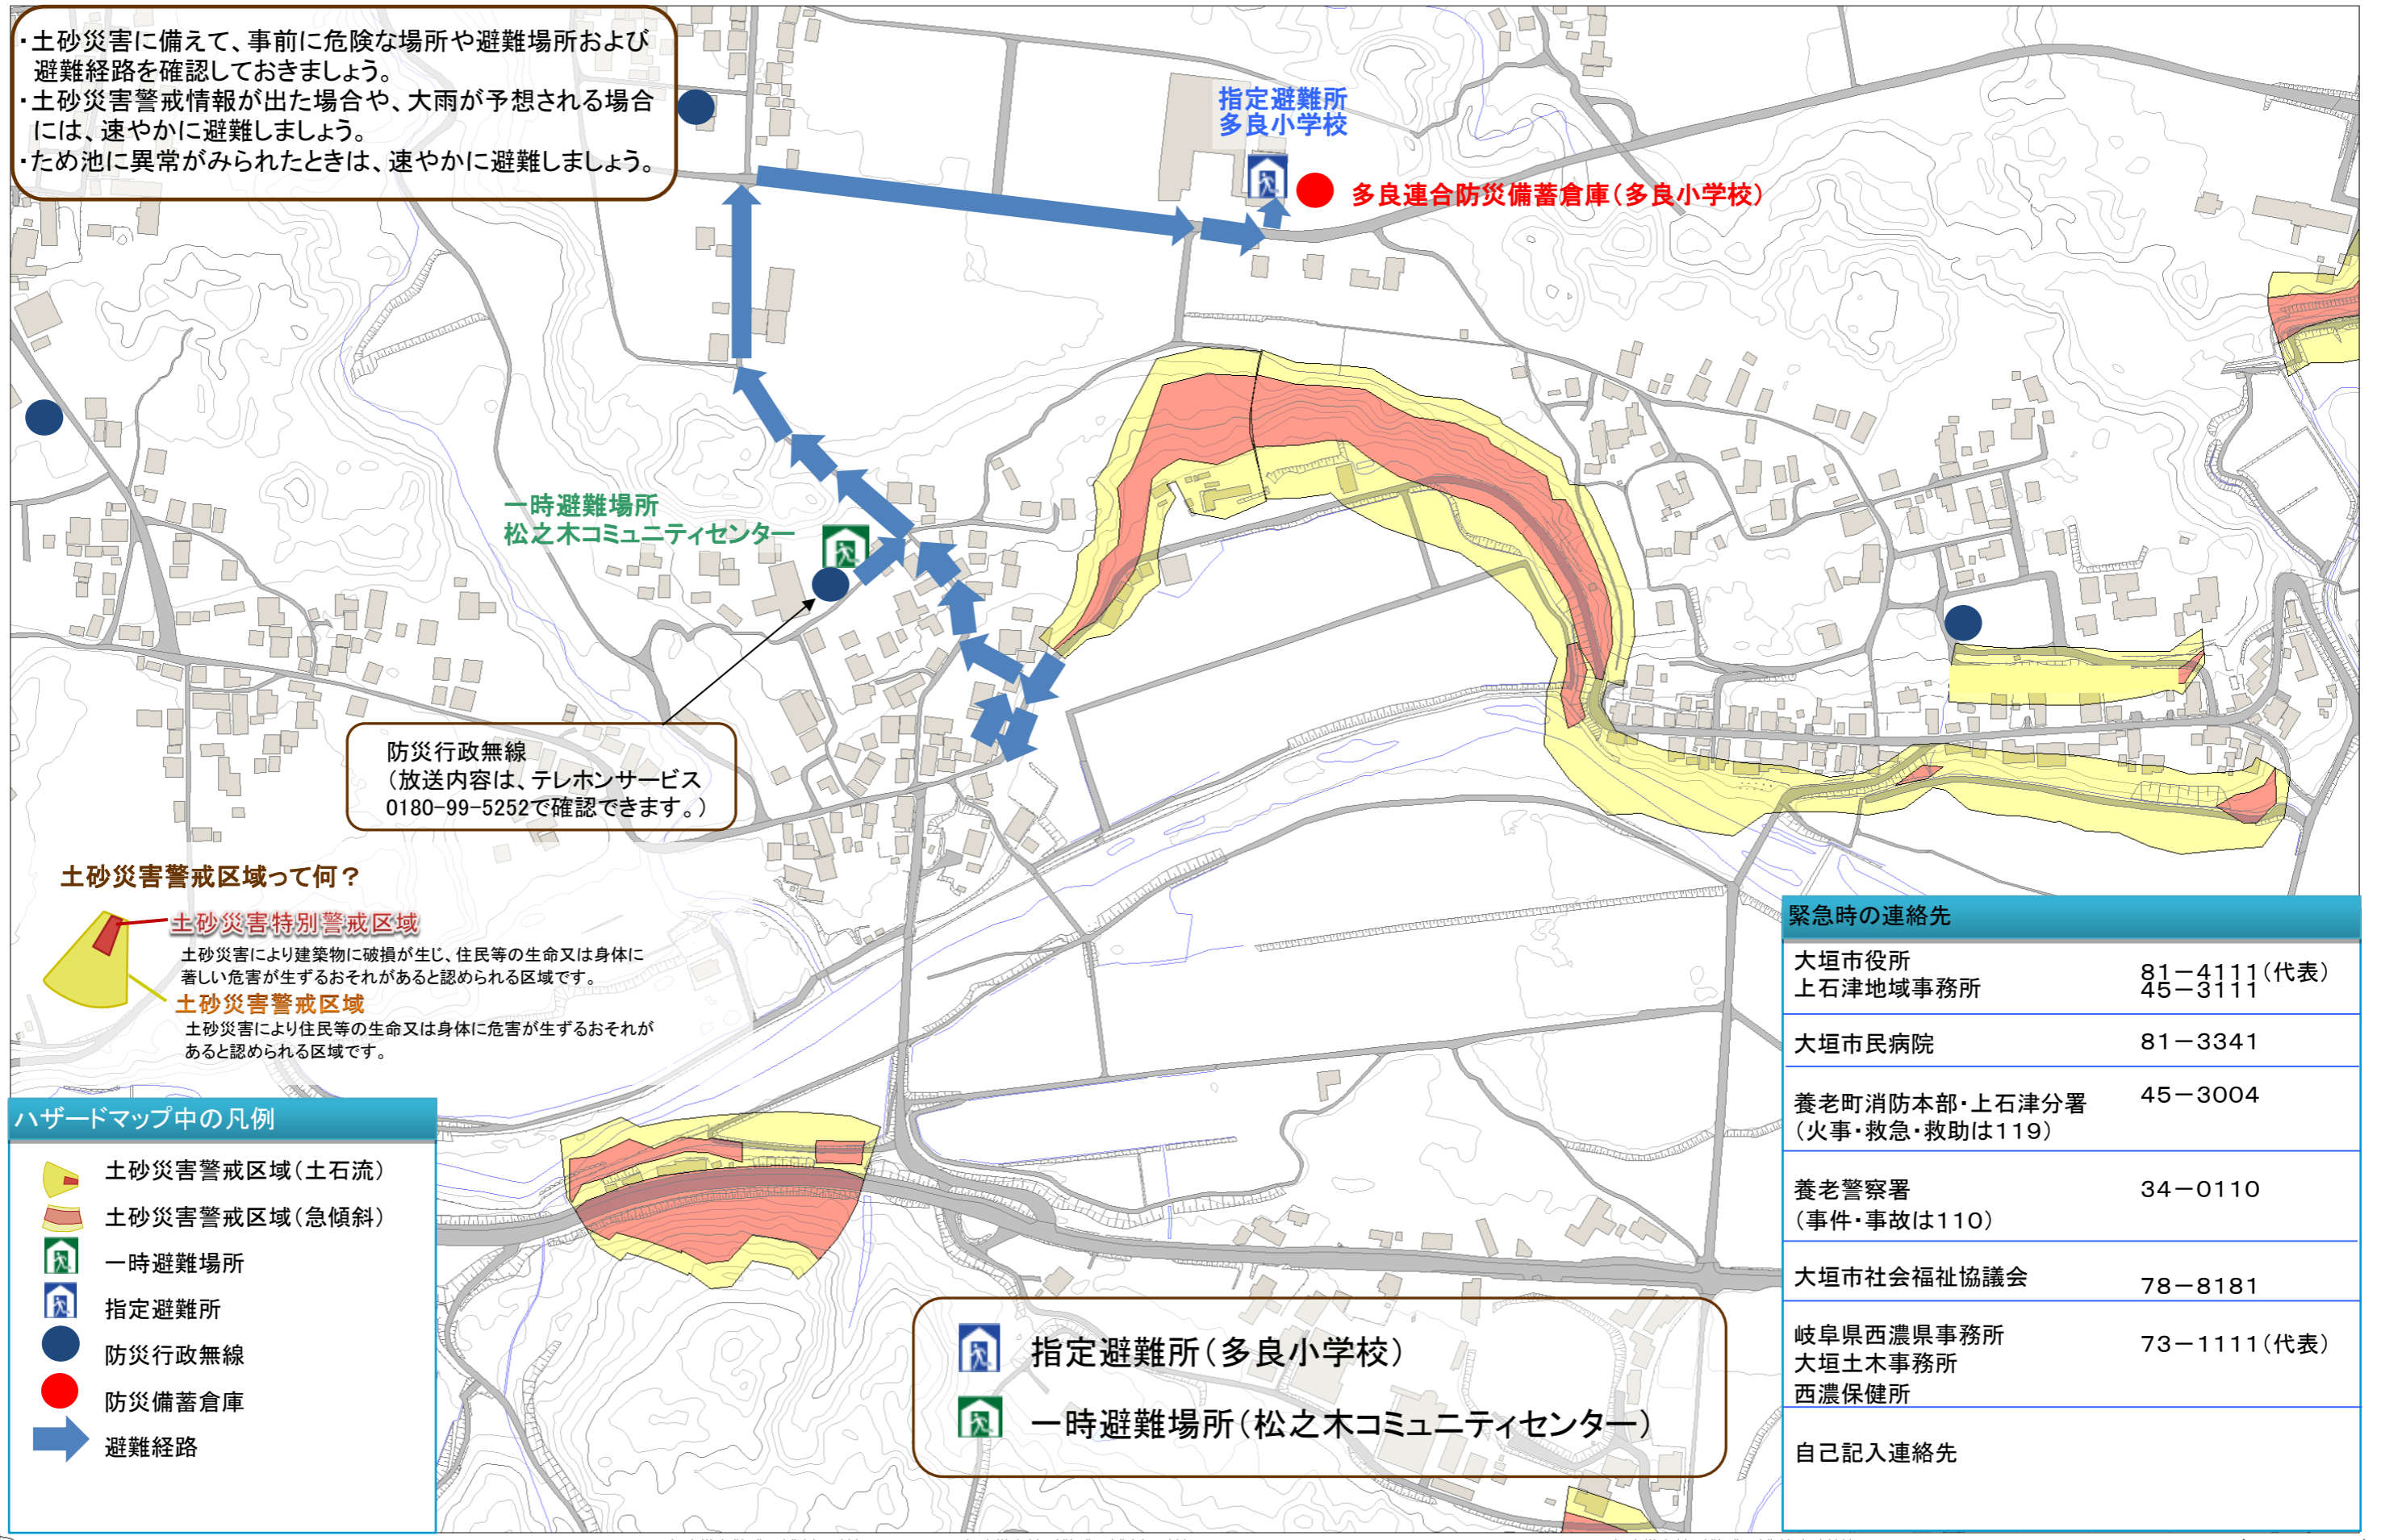 ・土砂災害に備えて、事前に危険な場所や避難場所および
避難経路を確認しておきましょう。
・土砂災害警戒情報が出た場合や、大雨が予想される場合
には、速やかに避難しましょう。
・ため池に異常がみられたときは、速やかに避難しましょう。
指定避難所
多良小学校
多良連合防災備蓄倉庫(多良小学校)
一時避難場所
松之木コミュニティセンター
防災行政無線
(放送内容は、テレホンサービス
0180-99-5252で確認できます。)
土砂災害警戒区域って何?
土砂災害特別警戒区域
土砂災害により建築物に破損が生じ、住民等の生命又は身体に
著しい危害が生ずるおそれがあると認められる区域です。
土砂災害警戒区域
土砂災害により住民等の生命又は身体に危害が生ずるおそれが
あると認められる区域です。
ハザードマップ中の凡例
土砂災害警戒区域(土石流)
土砂災害警戒区域(急傾斜)
一時避難場所
指定避難所
防災行政無線
防災備蓄倉庫
避難経路
指定避難所(多良小学校)
一時避難場所(松之木コミュニティセンター)
緊急時の連絡先
大垣市役所 81-4111(代表)
上石津地域事務所 45-3111
大垣市民病院 81-3341
養老町消防本部・上石津分署 45-3004
(火事・救急・救助は119)
養老警察署 34-0110
(事件・事故は110)
大垣市社会福祉協議会 78-8181
岐阜県西濃県事務所 73-1111(代表)
大垣土木事務所
西濃保健所
自己記入連絡先